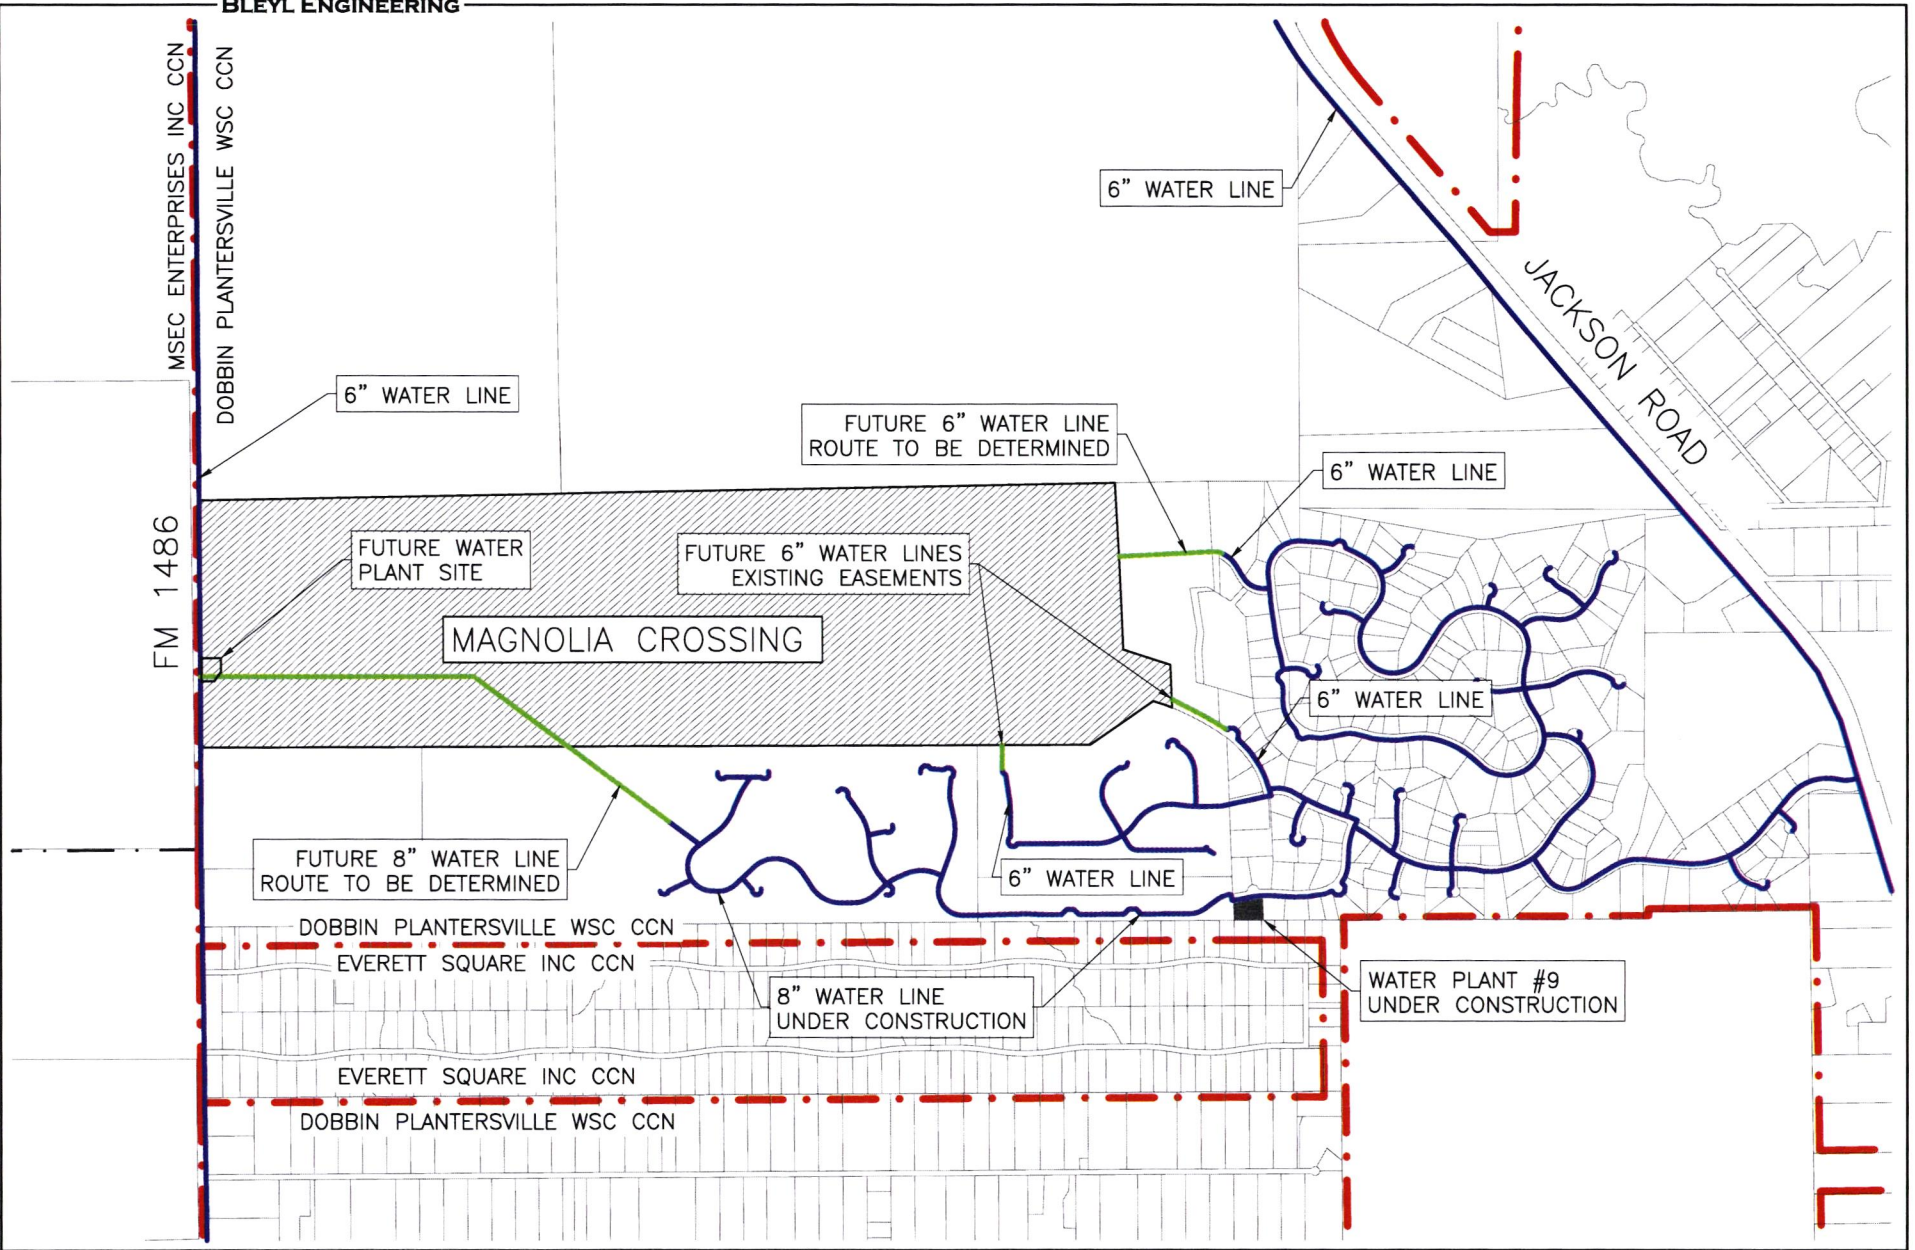 BLEYL ENGINEERING
MSEC ENTERPRISES INC CCN
DOBBIN PLANTERSVILLE WSC CCN
6" WATER LINE
JACKSON ROAD
6" WATER LINE
FUTURE 6" WATER LINE
ROUTE TO BE DETERMINED
6" WATER LINE
FM 1486
FUTURE WATER
PLANT SITE
FUTURE 6" WATER LINES
EXISTING EASEMENTS
MAGNOLIA CROSSING
6" WATER LINE
FUTURE 8" WATER LINE
ROUTE TO BE DETERMINED
6" WATER LINE
DOBBIN PLANTERSVILLE WSC CCN
EVERETT SQUARE INC CCN
8" WATER LINE
UNDER CONSTRUCTION
WATER PLANT #9
UNDER CONSTRUCTION
EVERETT SQUARE INC CCN
DOBBIN PLANTERSVILLE WSC CCN